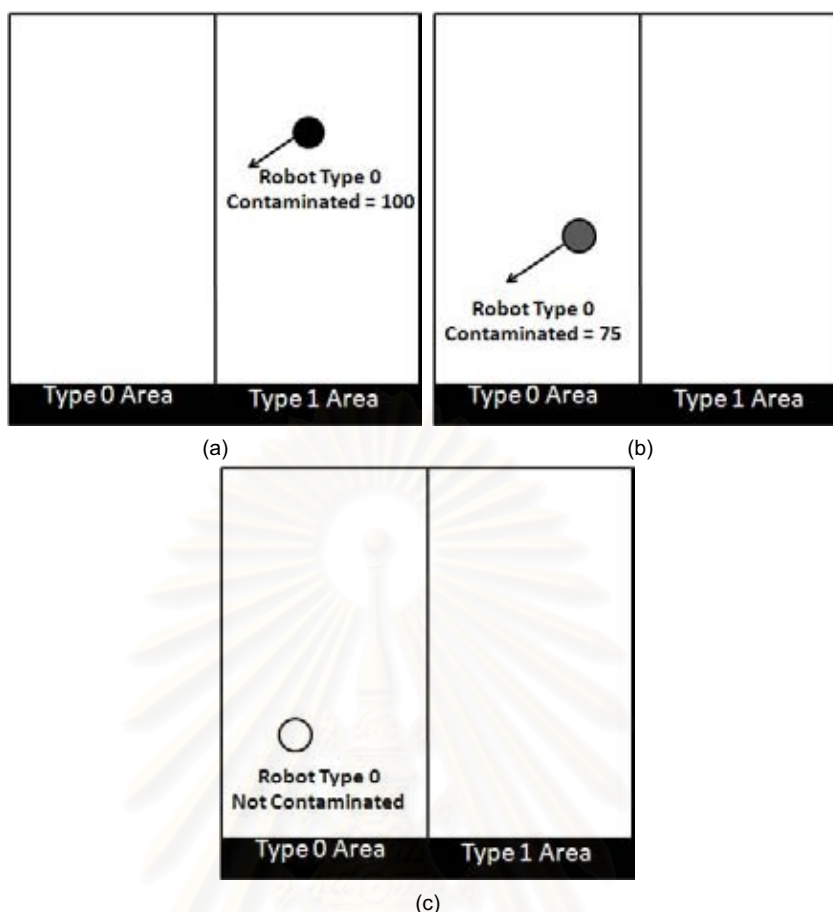 Robot Type 0
Contaminated = 100
Type 0 Area
Type 1 Area
(a)
Robot Type 0
Contaminated = 75
Type 0 Area
Type 1 Area
(b)
Robot Type 0
Not Contaminated
Type 0 Area
Type 1 Area
(c)